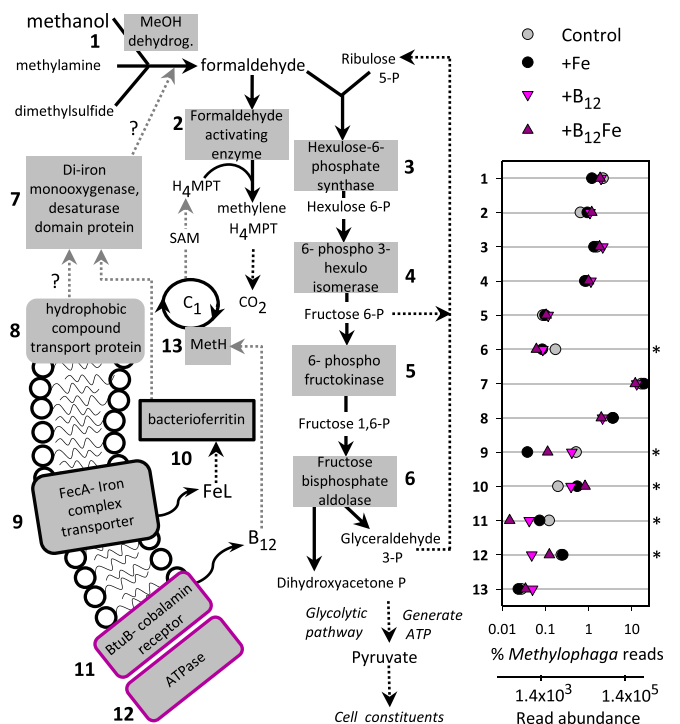 methanol
1
MeOH
dehydrog.
methylamine
formaldehyde
dimethylsulfide
Ribulose
5-P
?
2
Formaldehyde
activating
enzyme
3
Hexulose-6-
phosphate
synthase
7
Di-iron
monooxygenase,
desaturase
domain protein
H4MPT
methylene
H4MPT
Hexulose 6-P
SAM
4
6- phospho 3-
hexulo
isomerase
?
C1
CO2
Fructose 6-P
8
hydrophobic
compound
transport protein
13
MetH
5
6- phospho
fructokinase
bacterioferritin
10
Fructose 1,6-P
FeL
6
Fructose
bisphosphate
aldolase
9
FecA- Iron
complex
transporter
B12
Glyceraldehyde
3-P
Dihydroxyacetone P
11
BtuB- cobalamin
receptor
12
ATPase
Glycolitic
pathway
Generate
ATP
Pyruvate
Cell constituents
Control
+Fe
+B12
+B12Fe
1
2
3
4
5
6 *
7
8
9 *
10 *
11 *
12 *
13
0.01 0.1 1 10
% Methylophaga reads
1.4x10³ 1.4x10⁵
Read abundance